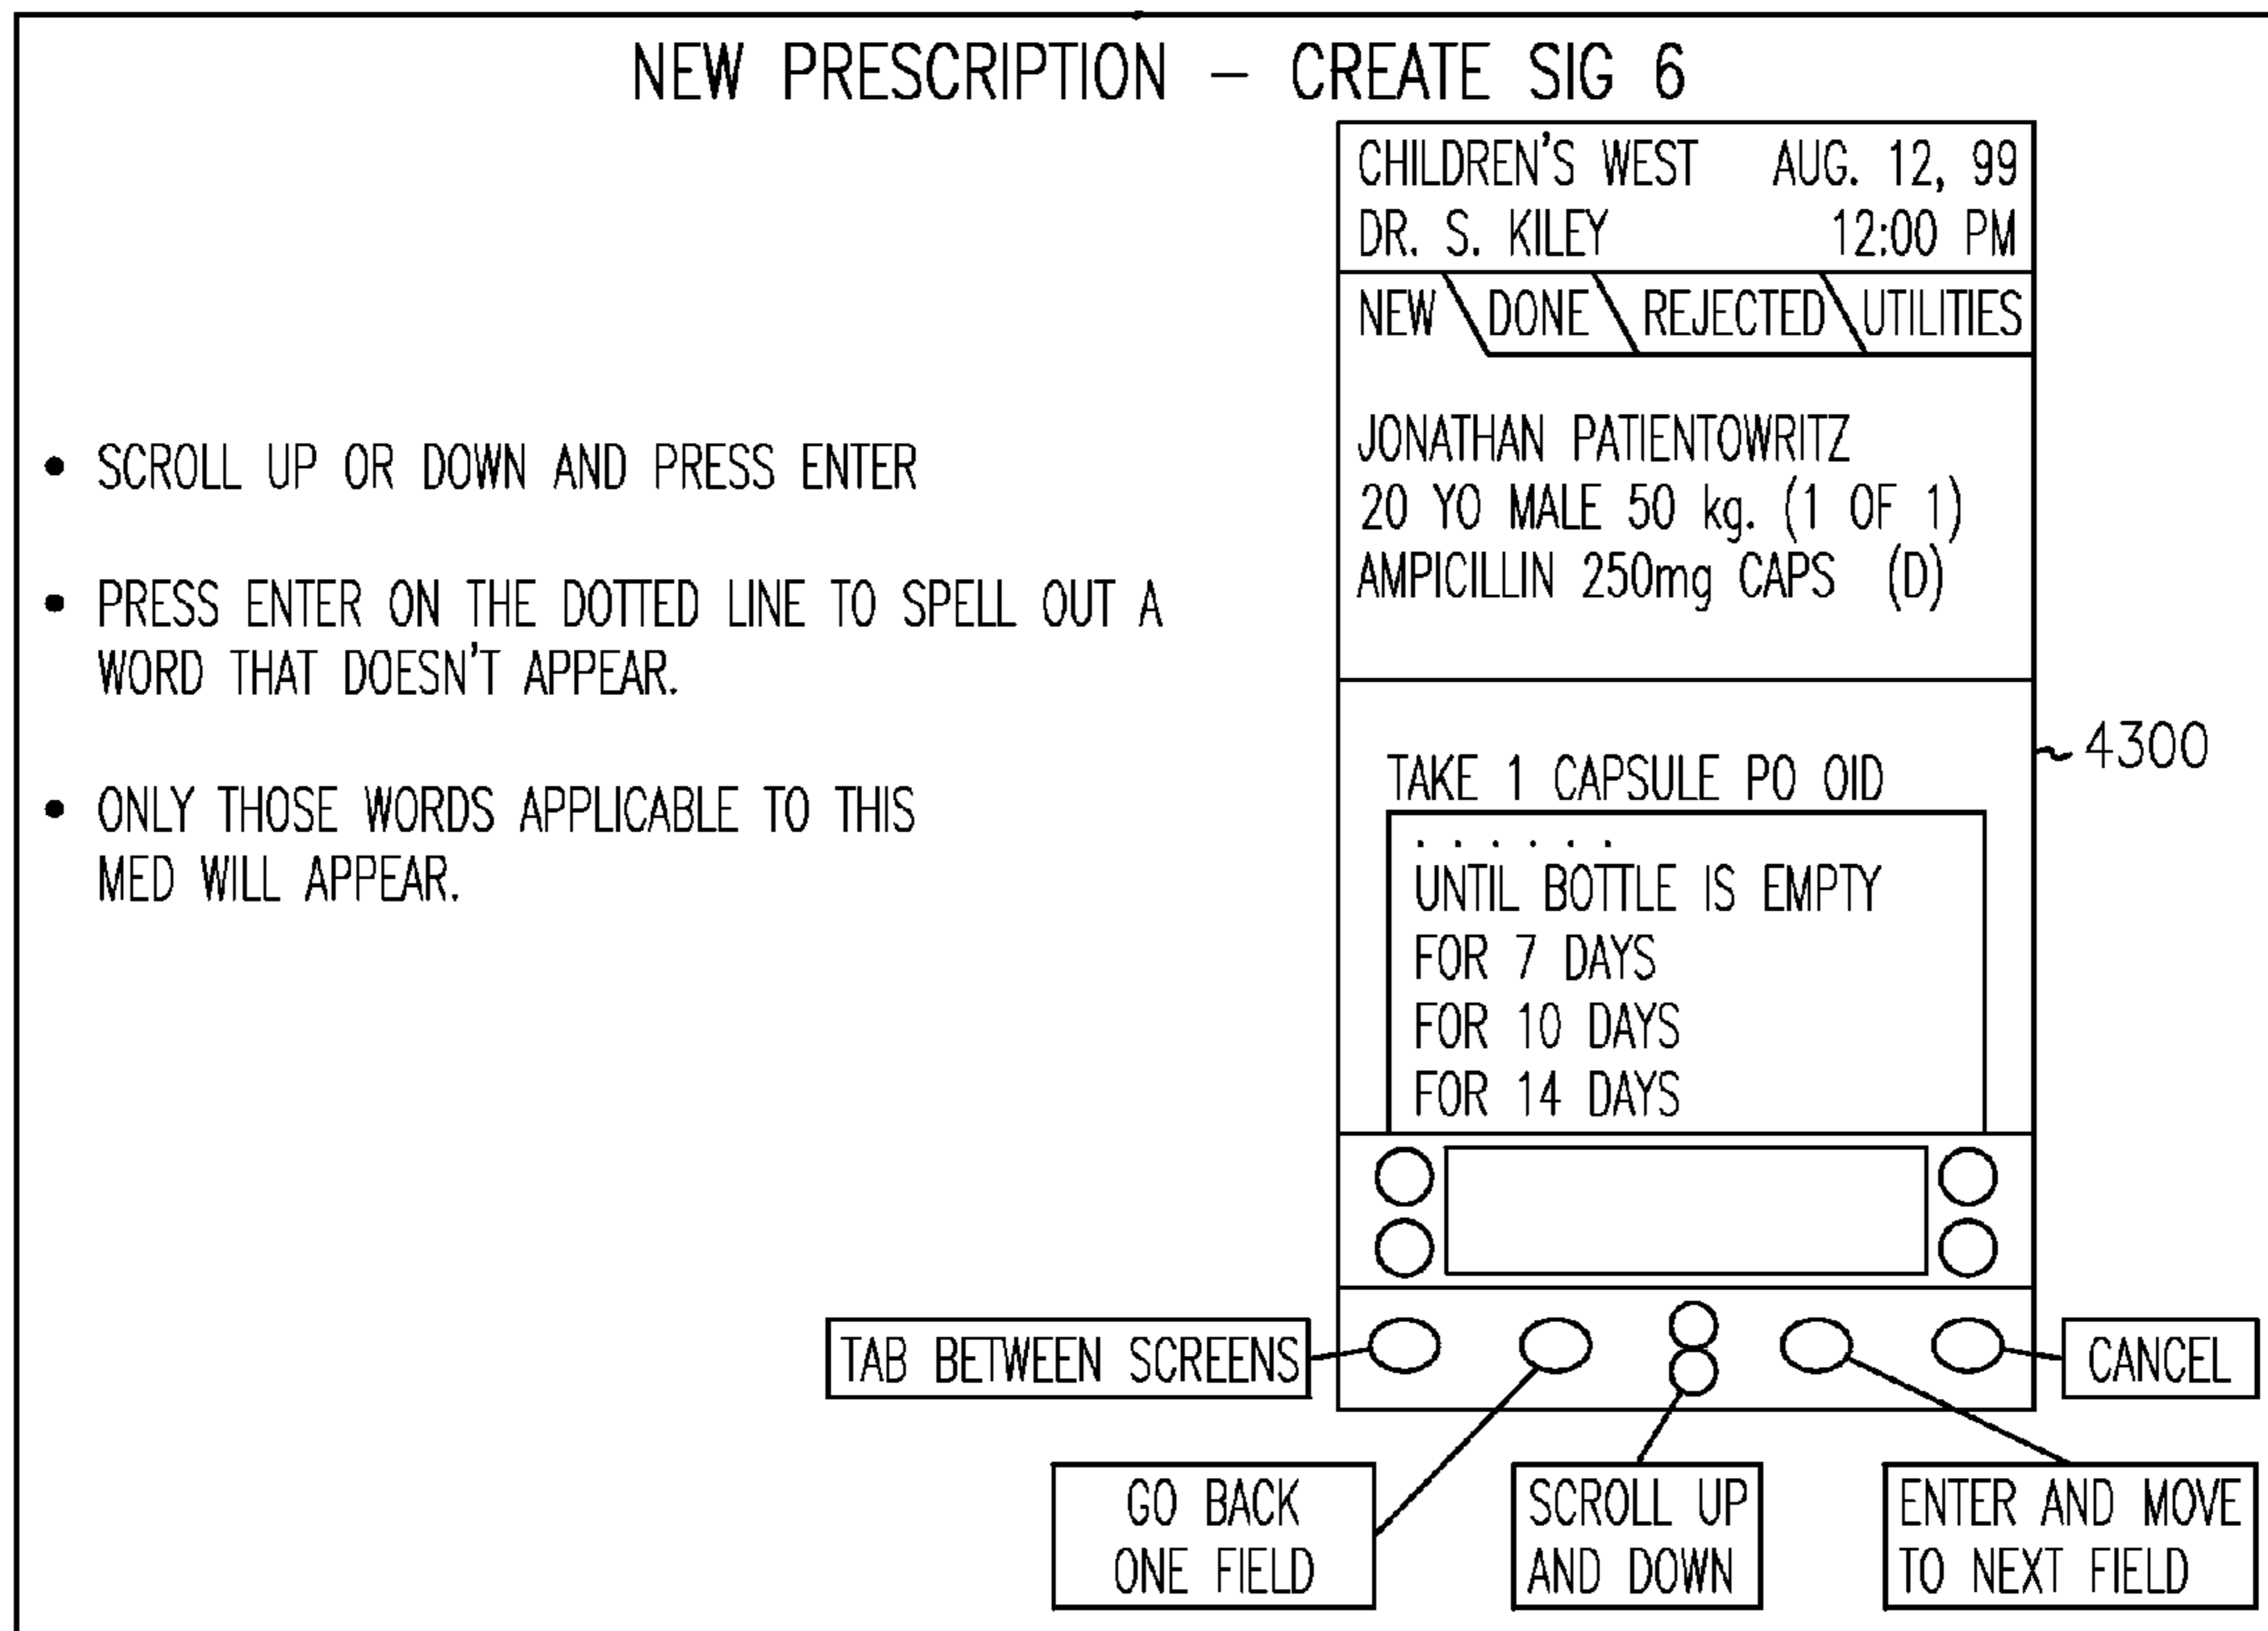 NEW PRESCRIPTION – CREATE SIG 6
CHILDREN'S WEST AUG. 12, 99
DR. S. KILEY 12:00 PM
NEW DONE REJECTED UTILITIES
JONATHAN PATIENTOWRITZ
20 YO MALE 50 kg. (1 OF 1)
AMPICILLIN 250mg CAPS (D)
• SCROLL UP OR DOWN AND PRESS ENTER
• PRESS ENTER ON THE DOTTED LINE TO SPELL OUT A
WORD THAT DOESN'T APPEAR.
• ONLY THOSE WORDS APPLICABLE TO THIS
MED WILL APPEAR.
4300
TAKE 1 CAPSULE PO OID
. . . . . .
UNTIL BOTTLE IS EMPTY
FOR 7 DAYS
FOR 10 DAYS
FOR 14 DAYS
TAB BETWEEN SCREENS
CANCEL
GO BACK
ONE FIELD
SCROLL UP
AND DOWN
ENTER AND MOVE
TO NEXT FIELD